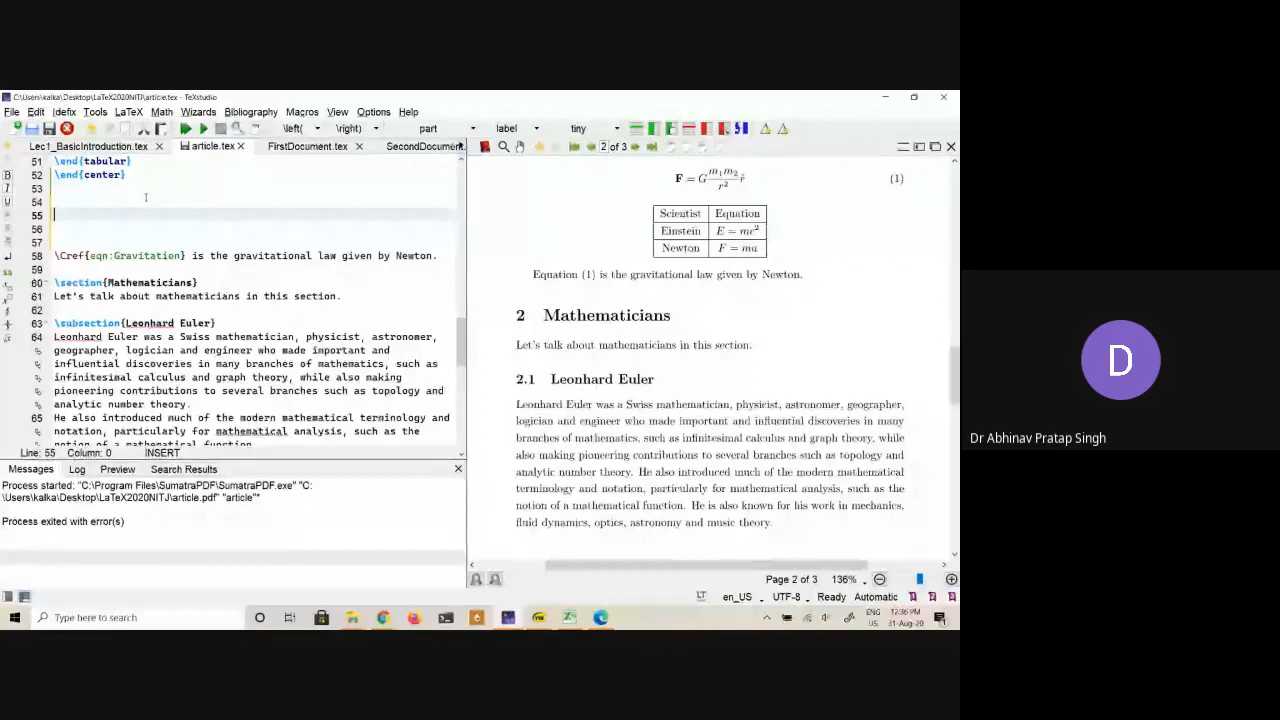 C:\Users\kalka\Desktop\LaTeX2020NITJ\article.tex - TeXstudio
File Edit Idefix Tools LaTeX Math Wizards Bibliography Macros View Options Help
\left( \right) part label tiny
Lec1_BasicIntroduction.tex article.tex FirstDocument.tex SecondDocument.
2 of 3
51 \end{tabular}
52 \end{center}
53
54
55
56
57
58 \Cref{eqn:Gravitation} is the gravitational law given by Newton.
59
60 \section{Mathematicians}
61 Let's talk about mathematicians in this section.
62
63 \subsection{Leonhard Euler}
64 Leonhard Euler was a Swiss mathematician, physicist, astronomer,
geographer, logician and engineer who made important and
influential discoveries in many branches of mathematics, such as
infinitesimal calculus and graph theory, while also making
pioneering contributions to several branches such as topology and
analytic number theory.
65 He also introduced much of the modern mathematical terminology and
notation, particularly for mathematical analysis, such as the
notion of a mathematical function.
Line: 55 Column: 0 INSERT
Messages Log Preview Search Results
Process started: "C:\Program Files\SumatraPDF\SumatraPDF.exe" "C:
\Users\kalka\Desktop\LaTeX2020NITJ\article.pdf" "article"
Process exited with error(s)
F = G m₁m₂ / r² r̂ (1)
Scientist Equation
Einstein E = mc²
Newton F = ma
Equation (1) is the gravitational law given by Newton.
2 Mathematicians
Let's talk about mathematicians in this section.
2.1 Leonhard Euler
Leonhard Euler was a Swiss mathematician, physicist, astronomer, geographer,
logician and engineer who made important and influential discoveries in many
branches of mathematics, such as infinitesimal calculus and graph theory, while
also making pioneering contributions to several branches such as topology and
analytic number theory. He also introduced much of the modern mathematical
terminology and notation, particularly for mathematical analysis, such as the
notion of a mathematical function. He is also known for his work in mechanics,
fluid dynamics, optics, astronomy and music theory.
Page 2 of 3 136%
en_US UTF-8 Ready Automatic
Type here to search
ENG 12:36 PM
US 31-Aug-20
D
Dr Abhinav Pratap Singh